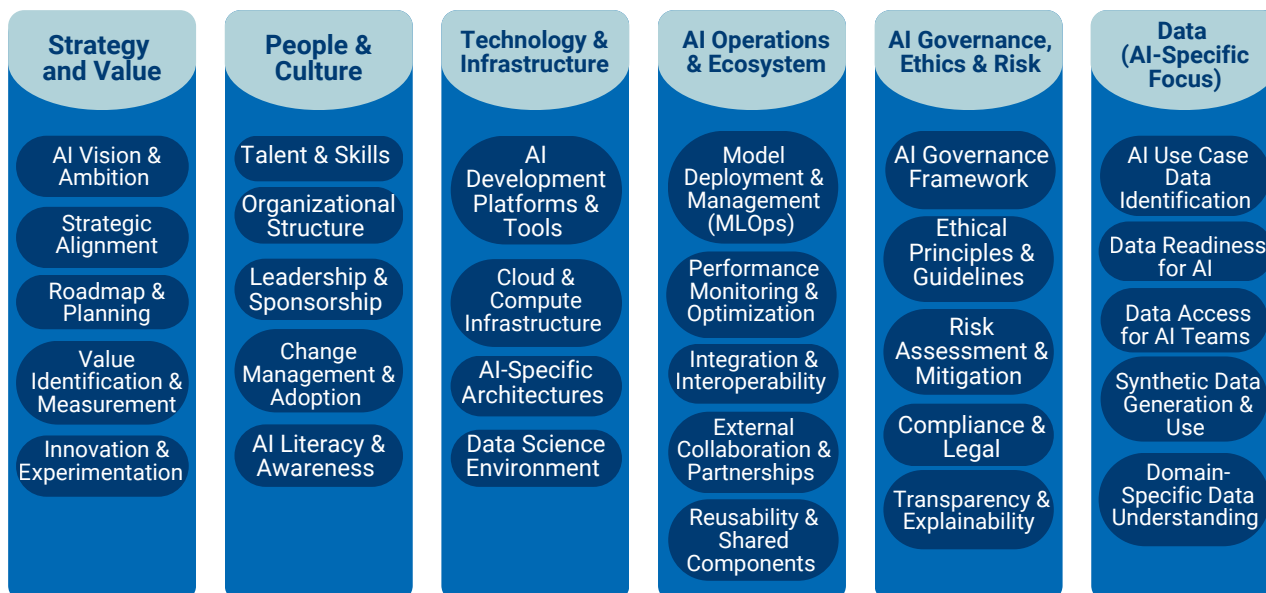 Strategy
and Value
AI Vision &
Ambition
Strategic
Alignment
Roadmap &
Planning
Value
Identification &
Measurement
Innovation &
Experimentation
People &
Culture
Talent & Skills
Organizational
Structure
Leadership &
Sponsorship
Change
Management &
Adoption
AI Literacy &
Awareness
Technology &
Infrastructure
AI
Development
Platforms &
Tools
Cloud &
Compute
Infrastructure
AI-Specific
Architectures
Data Science
Environment
AI Operations
& Ecosystem
Model
Deployment &
Management
(MLOps)
Performance
Monitoring &
Optimization
Integration &
Interoperability
External
Collaboration &
Partnerships
Reusability &
Shared
Components
AI Governance,
Ethics & Risk
AI Governance
Framework
Ethical
Principles &
Guidelines
Risk
Assessment &
Mitigation
Compliance &
Legal
Transparency &
Explainability
Data
(AI-Specific
Focus)
AI Use Case
Data
Identification
Data Readiness
for AI
Data Access
for AI Teams
Synthetic Data
Generation &
Use
Domain-
Specific Data
Understanding